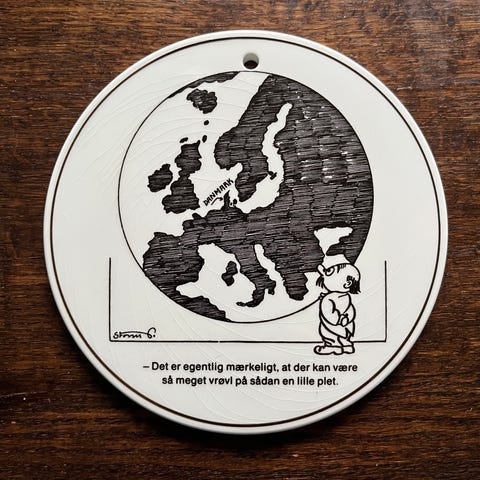 DANMARK
Storm P.
– Det er egentlig mærkeligt, at der kan være
så meget vrøvl på sådan en lille plet.